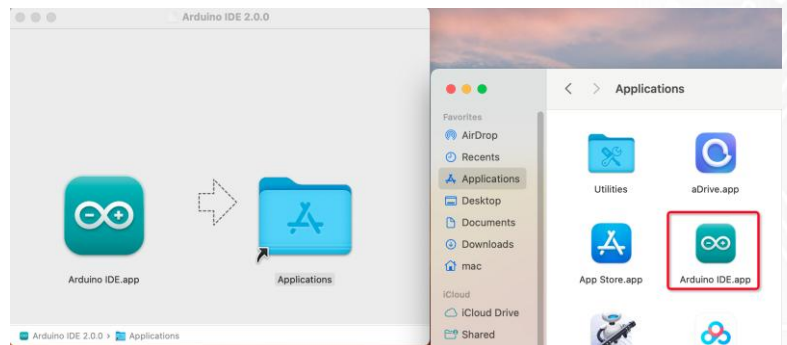 Arduino IDE 2.0.0
Arduino IDE.app
Applications
Arduino IDE 2.0.0 › Applications
Applications
Favorites
AirDrop
Recents
Applications
Desktop
Documents
Downloads
mac
iCloud
iCloud Drive
Shared
Utilities
aDrive.app
App Store.app
Arduino IDE.app